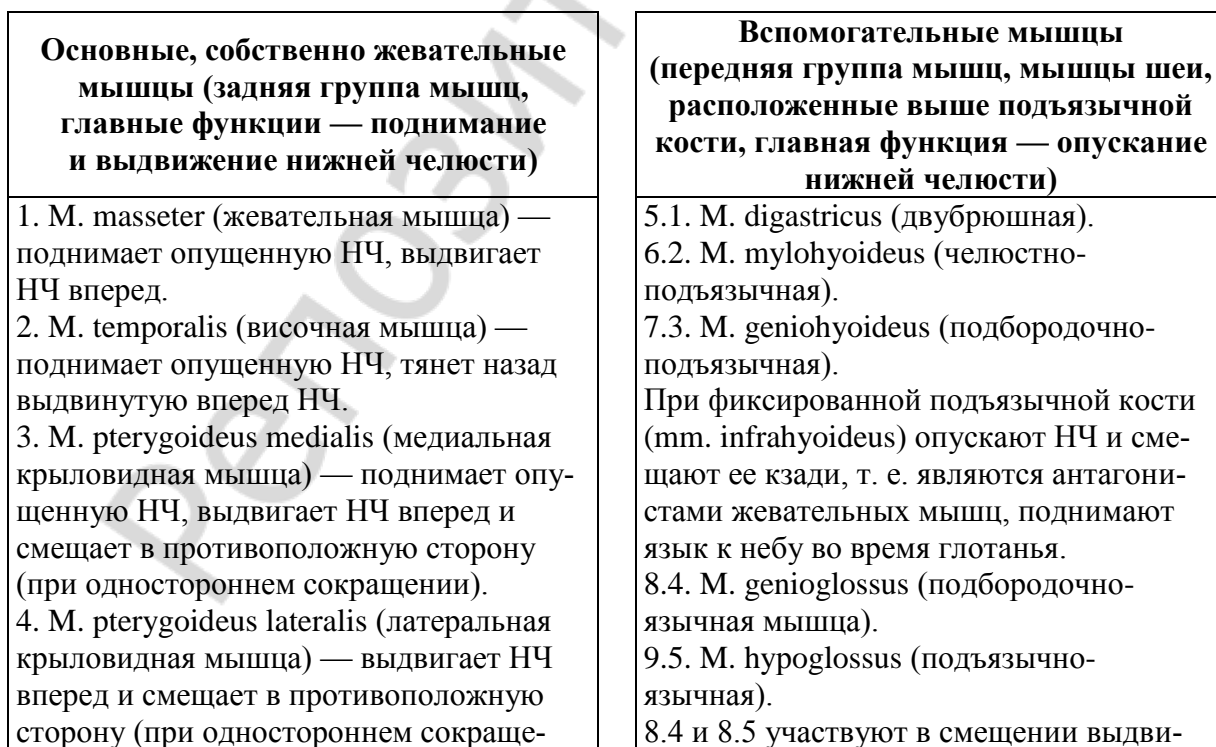 Основные, собственно жевательные
мышцы (задняя группа мышц,
главные функции — поднимание
и выдвижение нижней челюсти)
1. M. masseter (жевательная мышца) —
поднимает опущенную НЧ, выдвигает
НЧ вперед.
2. M. temporalis (височная мышца) —
поднимает опущенную НЧ, тянет назад
выдвинутую вперед НЧ.
3. M. pterygoideus medialis (медиальная
крыловидная мышца) — поднимает опу-
щенную НЧ, выдвигает НЧ вперед и
смещает в противоположную сторону
(при одностороннем сокращении).
4. M. pterygoideus lateralis (латеральная
крыловидная мышца) — выдвигает НЧ
вперед и смещает в противоположную
сторону (при одностороннем сокраще-
Вспомогательные мышцы
(передняя группа мышц, мышцы шеи,
расположенные выше подъязычной
кости, главная функция — опускание
нижней челюсти)
5.1. M. digastricus (двубрюшная).
6.2. M. mylohyoideus (челюстно-
подъязычная).
7.3. M. geniohyoideus (подбородочно-
подъязычная).
При фиксированной подъязычной кости
(mm. infrahyoideus) опускают НЧ и сме-
щают ее кзади, т. е. являются антагони-
стами жевательных мышц, поднимают
язык к небу во время глотанья.
8.4. M. genioglossus (подбородочно-
язычная мышца).
9.5. M. hypoglossus (подъязычно-
язычная).
8.4 и 8.5 участвуют в смещении выдви-
Репозит